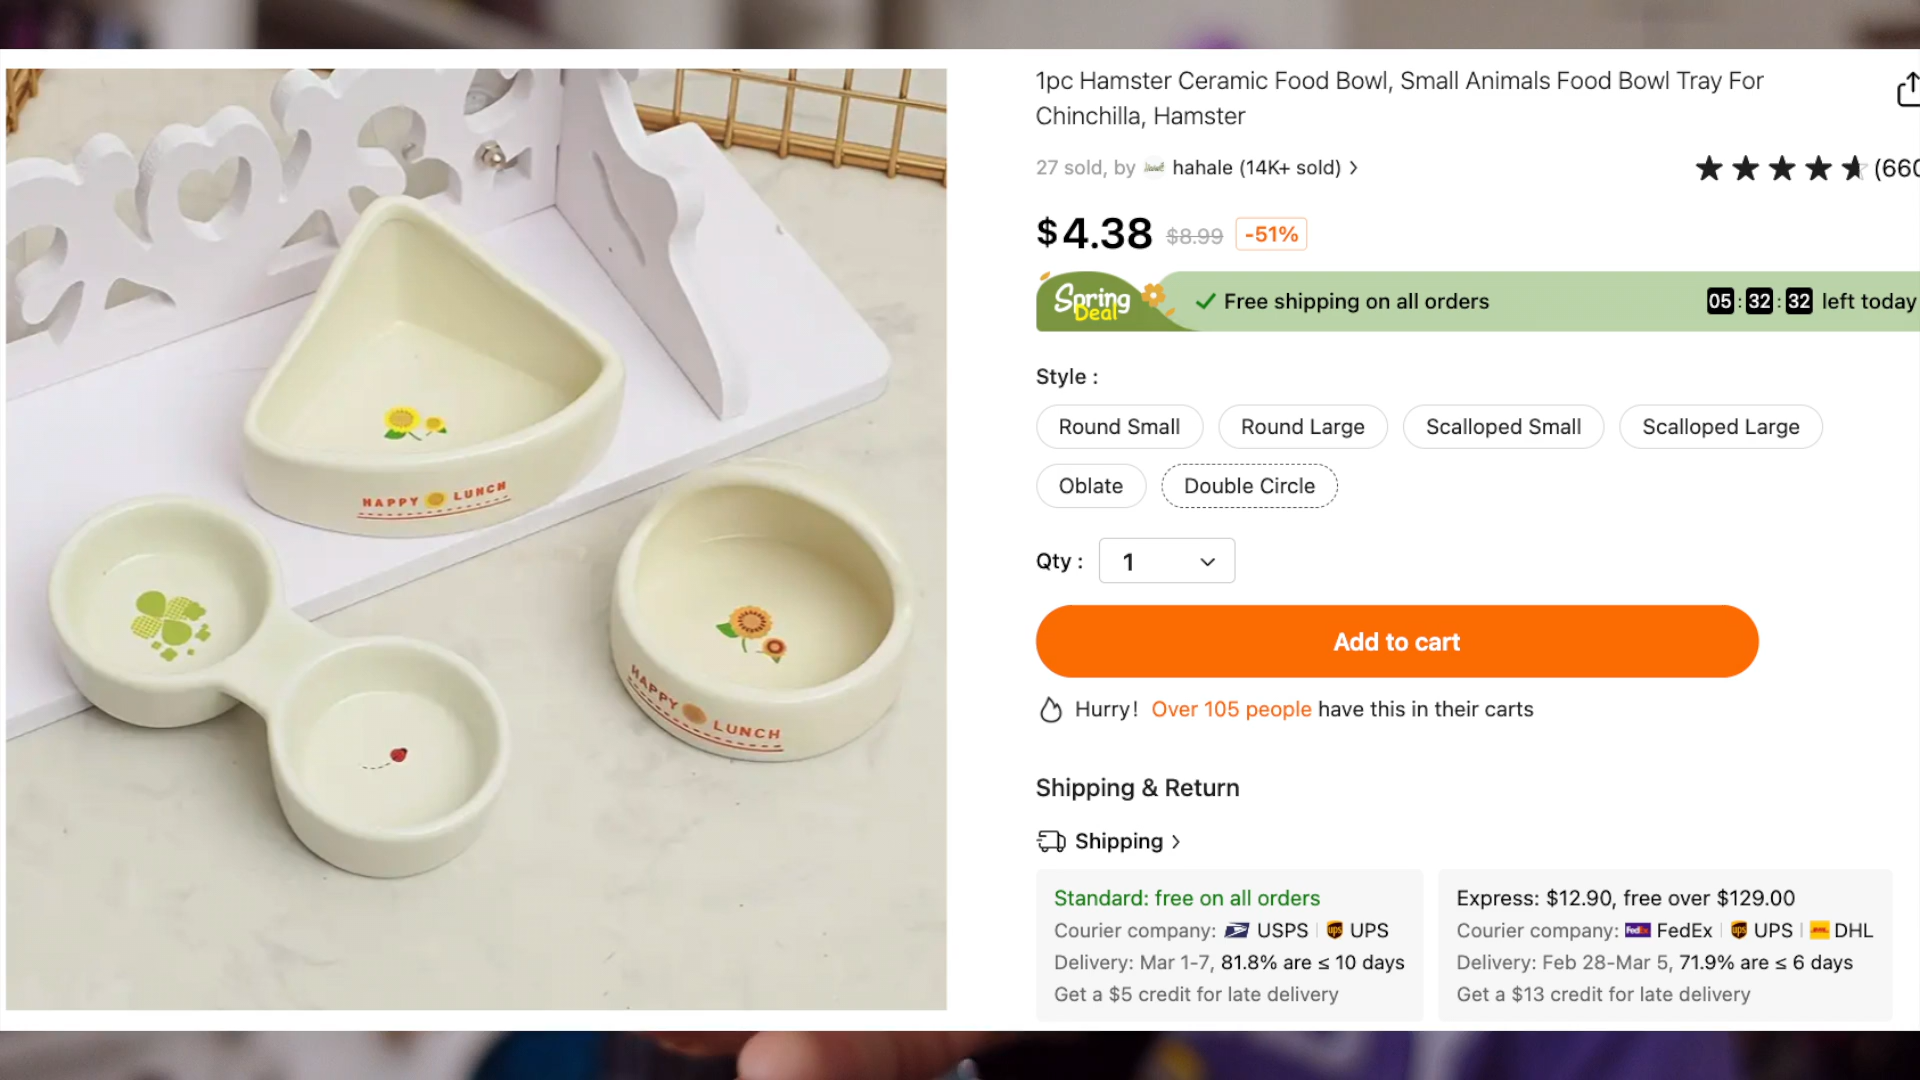 1pc Hamster Ceramic Food Bowl, Small Animals Food Bowl Tray For
Chinchilla, Hamster
27 sold, by hahale (14K+ sold)
(660
$4.38 $8.99 -51%
Spring
Deal
Free shipping on all orders
05:32:32 left today
Style :
Round Small
Round Large
Scalloped Small
Scalloped Large
Oblate
Double Circle
Qty :
1
Add to cart
Hurry! Over 105 people have this in their carts
Shipping & Return
Shipping
Standard: free on all orders
Courier company: USPS | ups UPS
Delivery: Mar 1-7, 81.8% are ≤ 10 days
Get a $5 credit for late delivery
Express: $12.90, free over $129.00
Courier company: FedEx FedEx | ups UPS | DHL
Delivery: Feb 28-Mar 5, 71.9% are ≤ 6 days
Get a $13 credit for late delivery
HAPPY LUNCH
HAPPY LUNCH